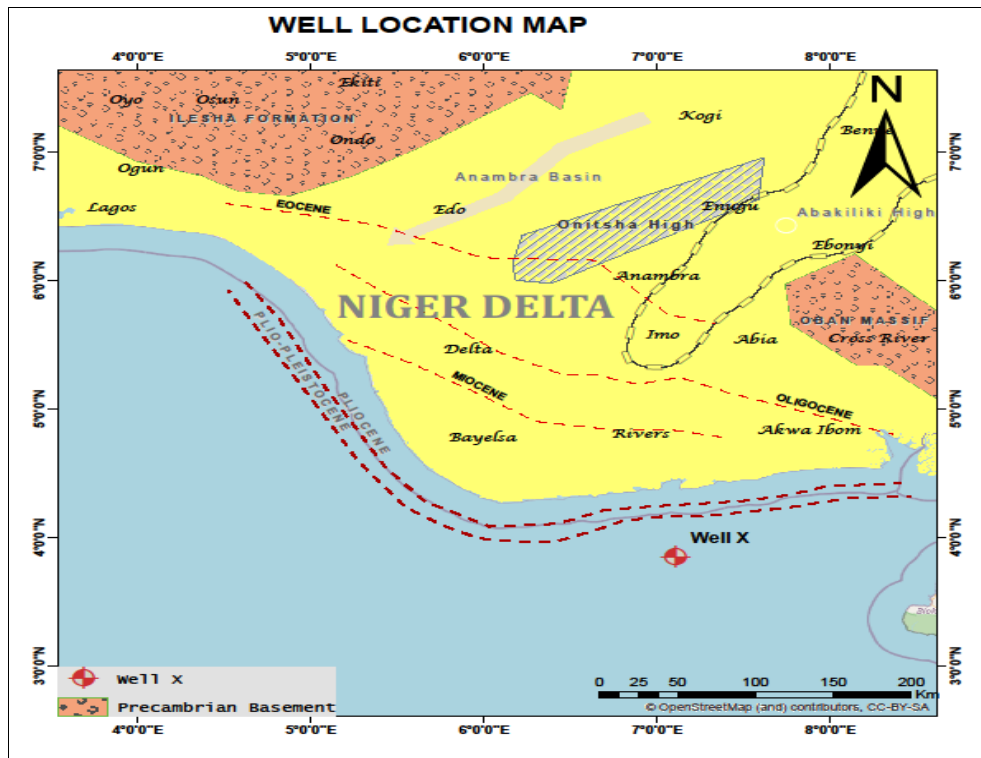 WELL LOCATION MAP
4°0'0"E 5°0'0"E 6°0'0"E 7°0'0"E 8°0'0"E
Ekiti
Oyo Osun
ILESHA FORMATION
Ondo
Ogun
Lagos
Kogi
N
Benue
7°0'0"N 7°0'0"N
Anambra Basin
Edo
EOCENE
Enugu
Onitsha High
Abakiliki High
Ebonyi
Anambra
6°0'0"N 6°0'0"N
NIGER DELTA
Imo
Abia
OBAN MASSIF
Cross River
Delta
PLIO-PLEISTOCENE
PLIOCENE
MIOCENE
OLIGOCENE
5°0'0"N 5°0'0"N
Bayelsa
Rivers
Akwa Ibom
4°0'0"N 4°0'0"N
Well X
3°0'0"N 3°0'0"N
Well X
Precambrian Basement
0 25 50 100 150 200
Km
© OpenStreetMap (and) contributors, CC-BY-SA
4°0'0"E 5°0'0"E 6°0'0"E 7°0'0"E 8°0'0"E